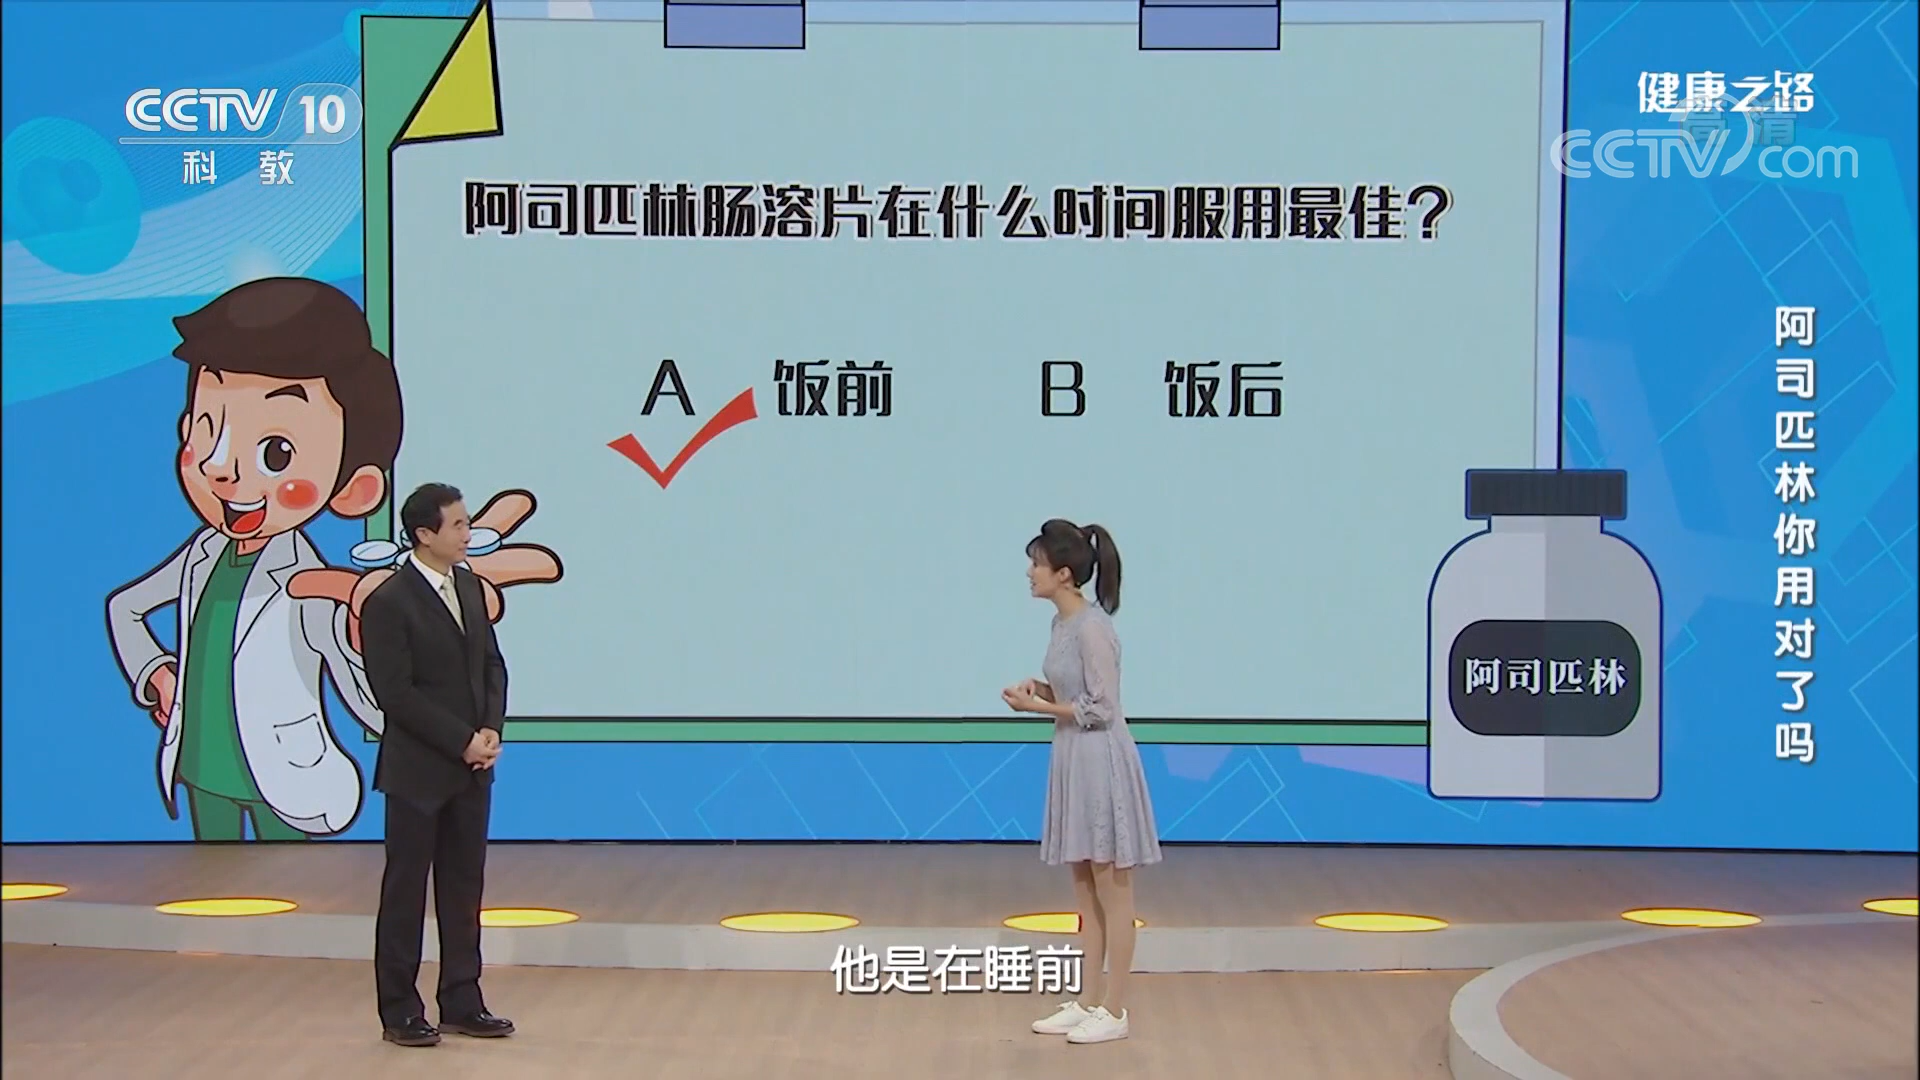 CCTV 10
科 教
健康之路
高清
CCTV.com
阿司匹林肠溶片在什么时间服用最佳?
A 饭前 B 饭后
阿司匹林
阿司匹林你用对了吗
他是在睡前